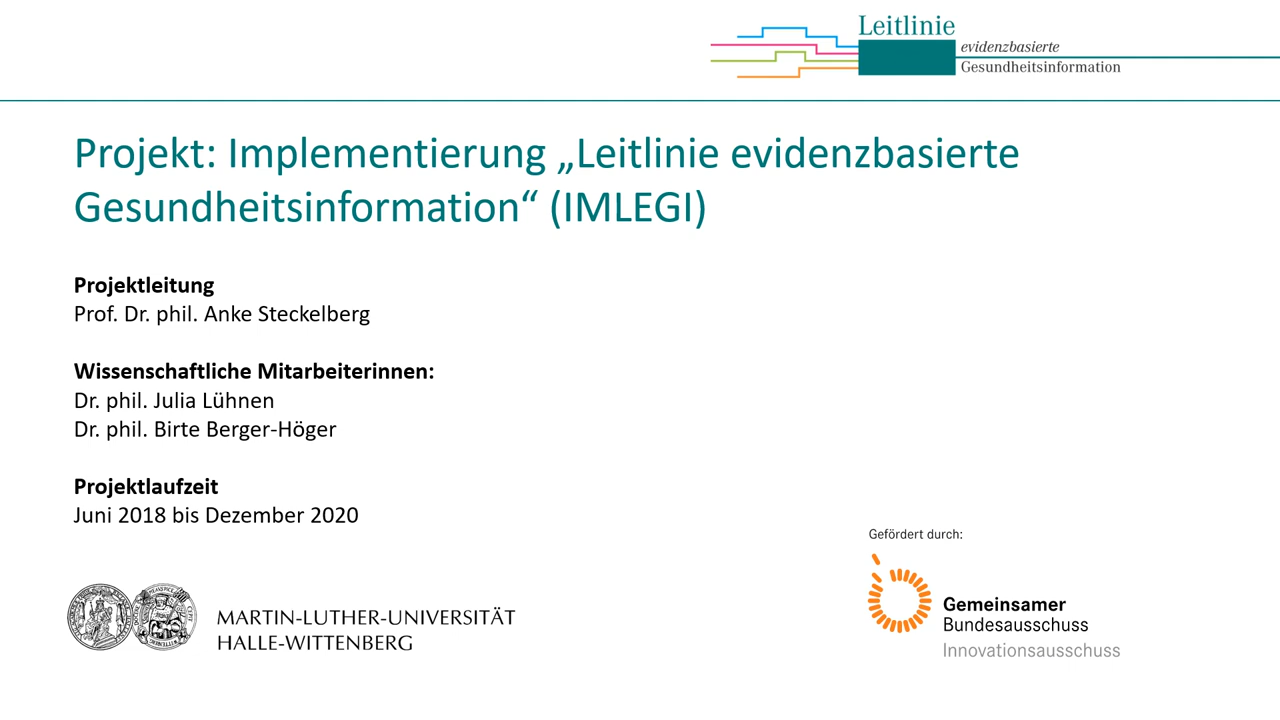 Leitlinie
evidenzbasierte
Gesundheitsinformation
Projekt: Implementierung „Leitlinie evidenzbasierte
Gesundheitsinformation“ (IMLEGI)
Projektleitung
Prof. Dr. phil. Anke Steckelberg
Wissenschaftliche Mitarbeiterinnen:
Dr. phil. Julia Lühnen
Dr. phil. Birte Berger-Höger
Projektlaufzeit
Juni 2018 bis Dezember 2020
MARTIN-LUTHER-UNIVERSITÄT
HALLE-WITTENBERG
Gefördert durch:
Gemeinsamer
Bundesausschuss
Innovationsausschuss